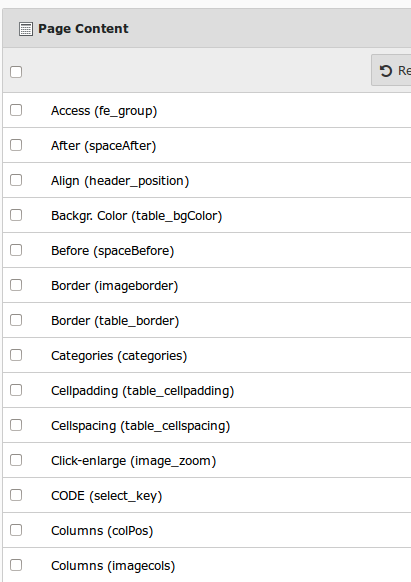 Page Content
Re
Access (fe_group)
After (spaceAfter)
Align (header_position)
Backgr. Color (table_bgColor)
Before (spaceBefore)
Border (imageborder)
Border (table_border)
Categories (categories)
Cellpadding (table_cellpadding)
Cellspacing (table_cellspacing)
Click-enlarge (image_zoom)
CODE (select_key)
Columns (colPos)
Columns (imagecols)